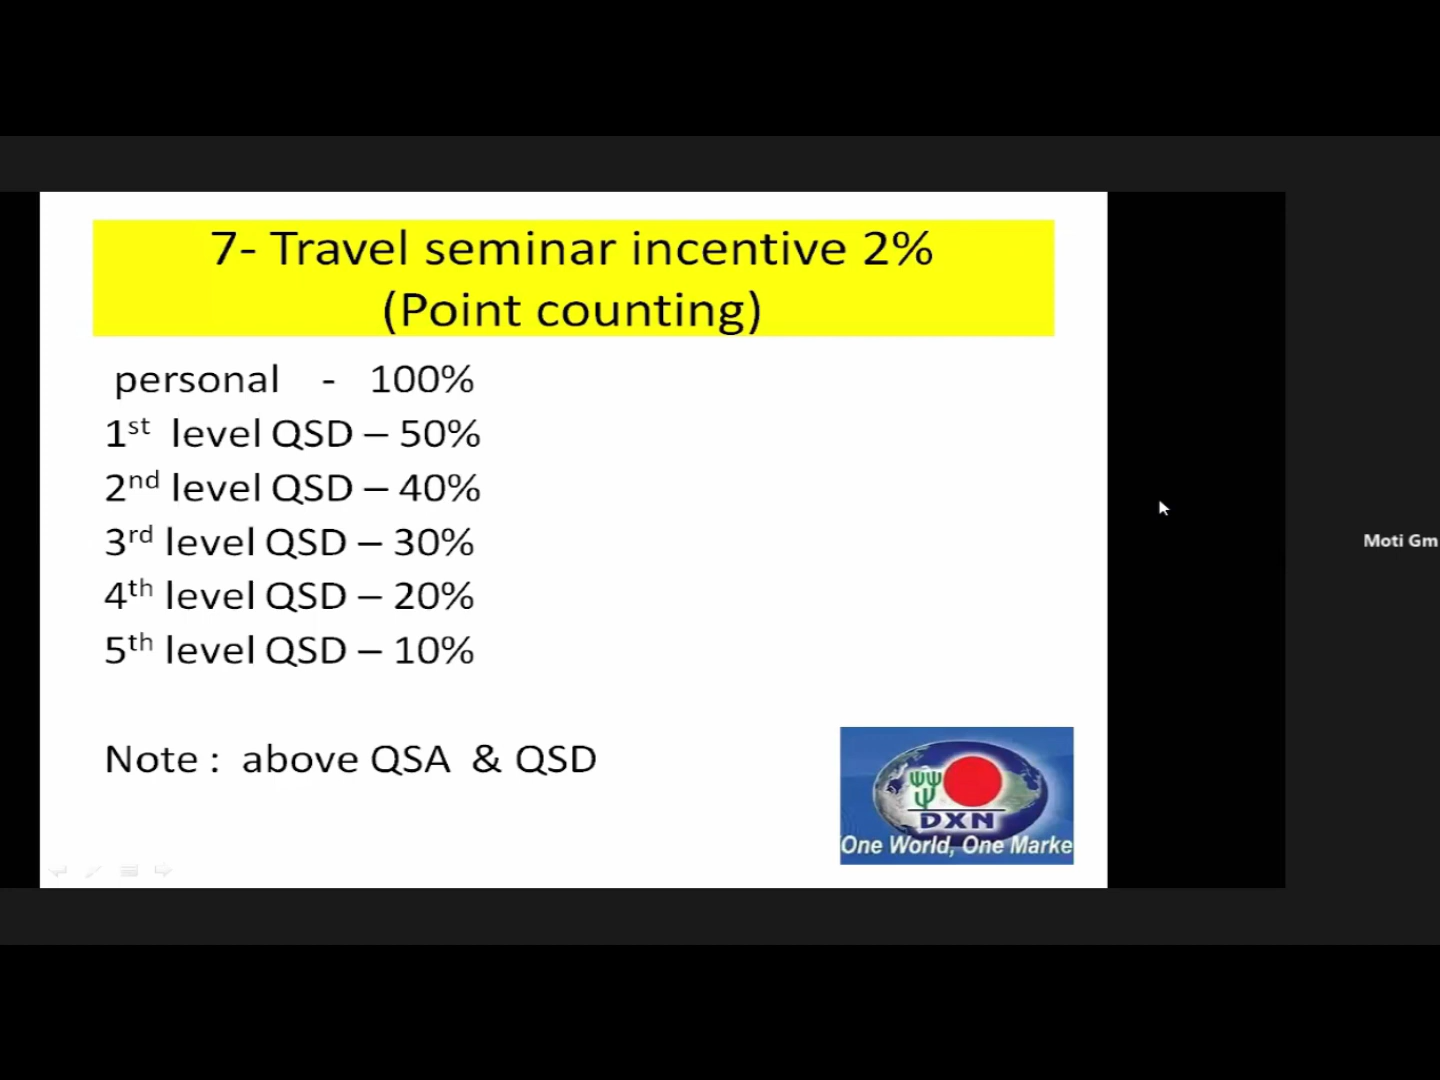 7- Travel seminar incentive 2%
(Point counting)
personal - 100%
1st level QSD – 50%
2nd level QSD – 40%
3rd level QSD – 30%
4th level QSD – 20%
5th level QSD – 10%
Note : above QSA & QSD
DXN
One World, One Marke
Moti Gm